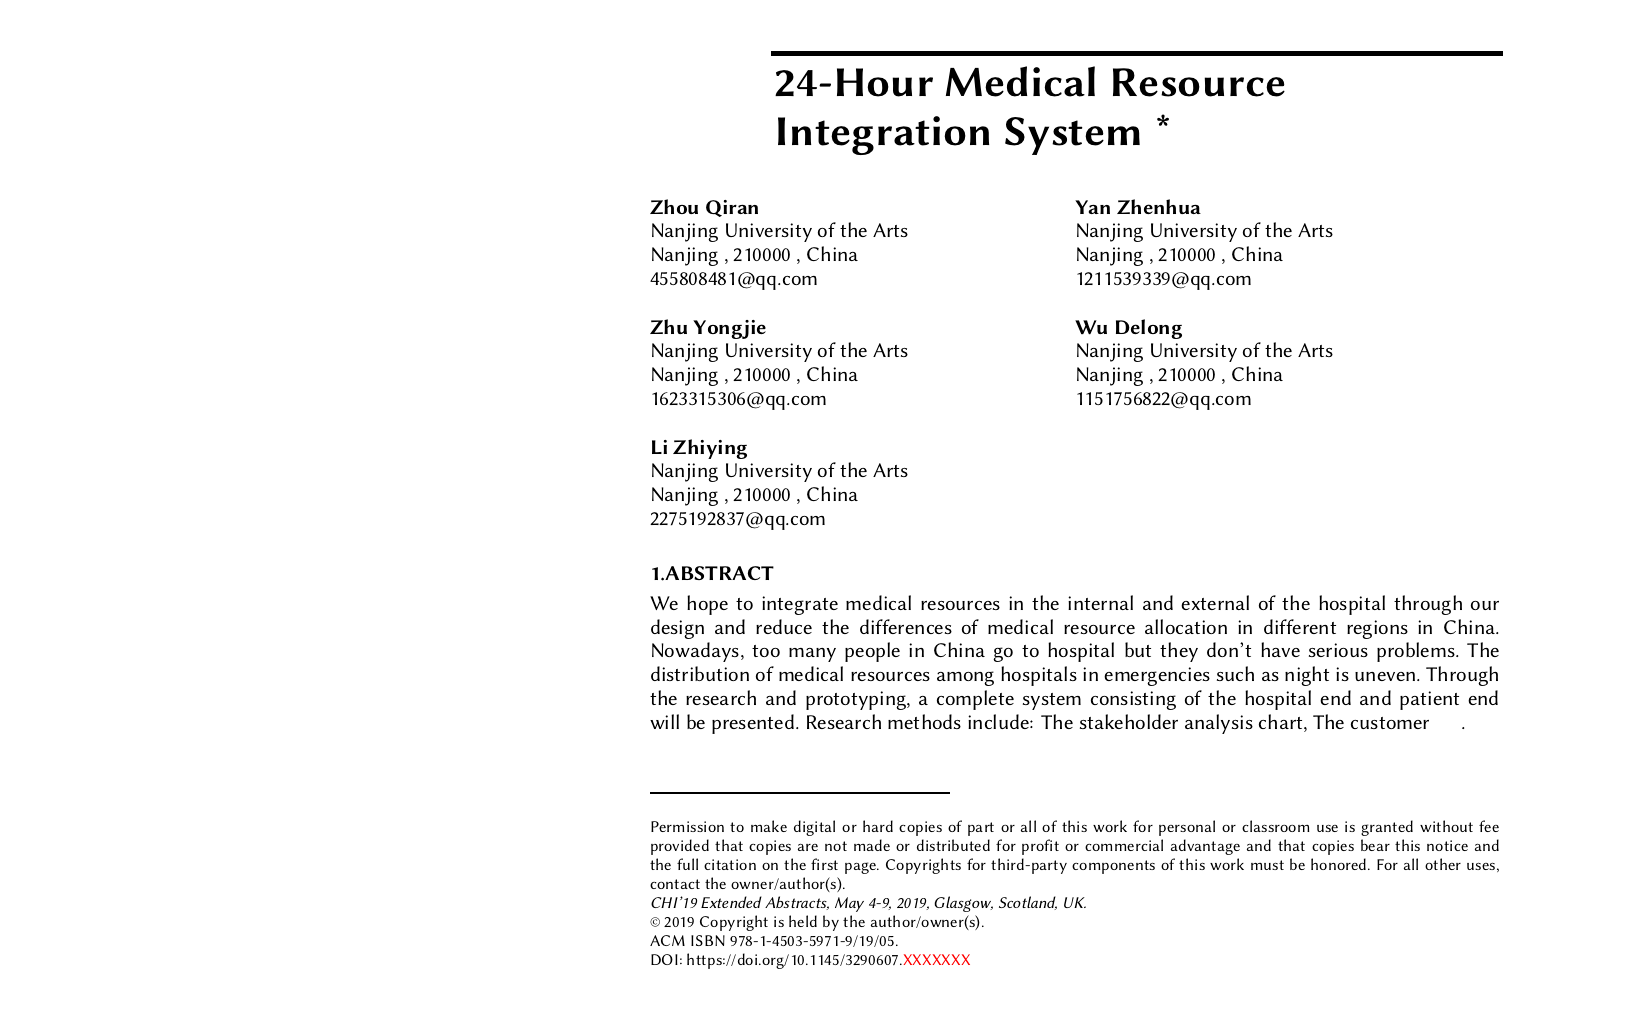 24-Hour Medical Resource
Integration System *
Zhou Qiran
Nanjing University of the Arts
Nanjing , 210000 , China
455808481@qq.com
Yan Zhenhua
Nanjing University of the Arts
Nanjing , 210000 , China
1211539339@qq.com
Zhu Yongjie
Nanjing University of the Arts
Nanjing , 210000 , China
1623315306@qq.com
Wu Delong
Nanjing University of the Arts
Nanjing , 210000 , China
1151756822@qq.com
Li Zhiying
Nanjing University of the Arts
Nanjing , 210000 , China
2275192837@qq.com
1.ABSTRACT
We hope to integrate medical resources in the internal and external of the hospital through our
design and reduce the differences of medical resource allocation in different regions in China.
Nowadays, too many people in China go to hospital but they don't have serious problems. The
distribution of medical resources among hospitals in emergencies such as night is uneven. Through
the research and prototyping, a complete system consisting of the hospital end and patient end
will be presented. Research methods include: The stakeholder analysis chart, The customer .
Permission to make digital or hard copies of part or all of this work for personal or classroom use is granted without fee
provided that copies are not made or distributed for profit or commercial advantage and that copies bear this notice and
the full citation on the first page. Copyrights for third-party components of this work must be honored. For all other uses,
contact the owner/author(s).
CHI'19 Extended Abstracts, May 4-9, 2019, Glasgow, Scotland, UK.
© 2019 Copyright is held by the author/owner(s).
ACM ISBN 978-1-4503-5971-9/19/05.
DOI: https://doi.org/10.1145/3290607.XXXXXXX